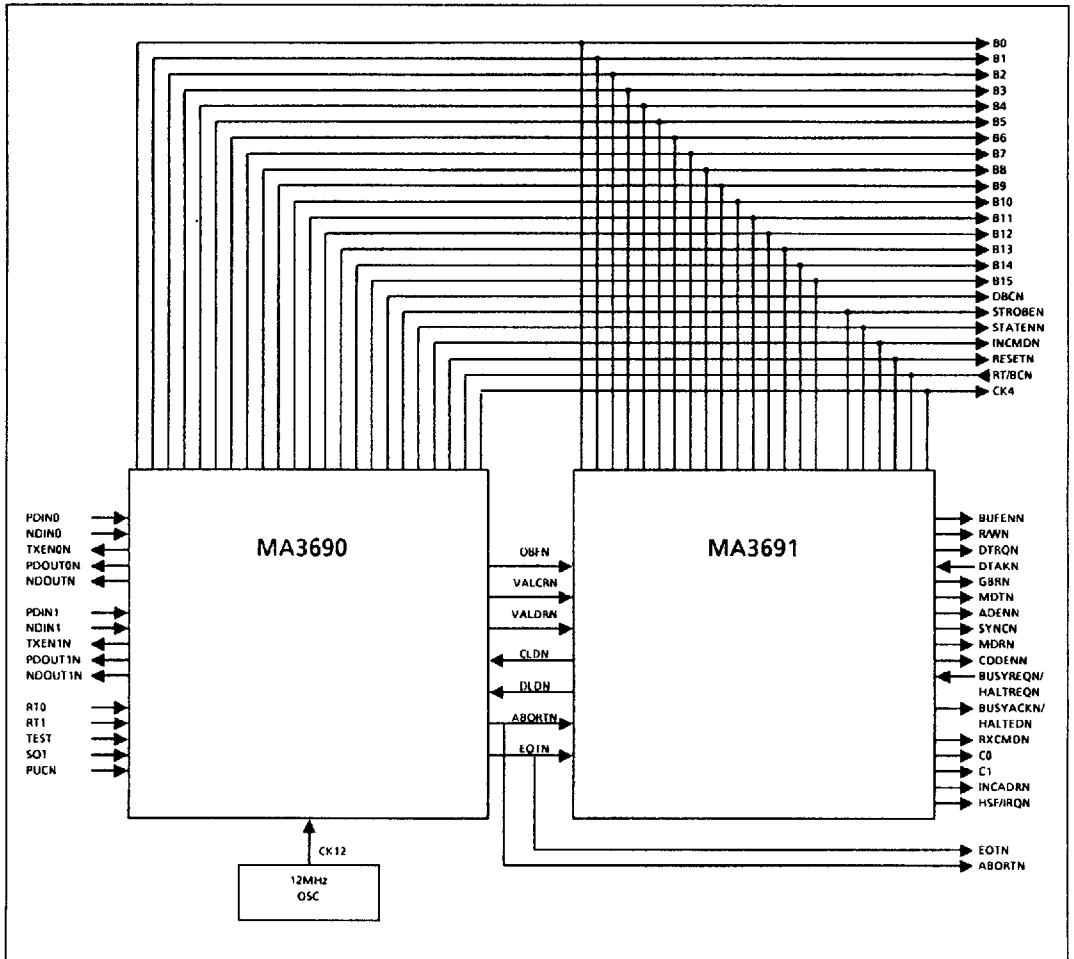 B0
B1
B2
B3
B4
B5
B6
B7
B8
B9
B10
B11
B12
B13
B14
B15
DBCN
STROBEN
STATENN
INCMDN
RESETN
RT/BCN
CK4
PDIN0
NDIN0
TXEN0N
PDOUT0N
NDOUTN
PDIN1
NDIN1
TXEN1N
PDOUT1N
NDOUT1N
RT0
RT1
TEST
SOT
PUCN
MA3690
OBFN
VALCRN
VALDRN
CLDN
DLDN
ABORTN
EOTN
MA3691
BUFENN
R/WN
DTRQN
DTAKN
GBRN
MDTN
ADENN
SYNCN
MDRN
CODENN
BUSYREQN/
HALTREQN
BUSYACKN/
HALTEDN
RXCMDN
C0
C1
INCADRN
HSF/IRQN
EOTN
ABORTN
CK12
12MHz
OSC